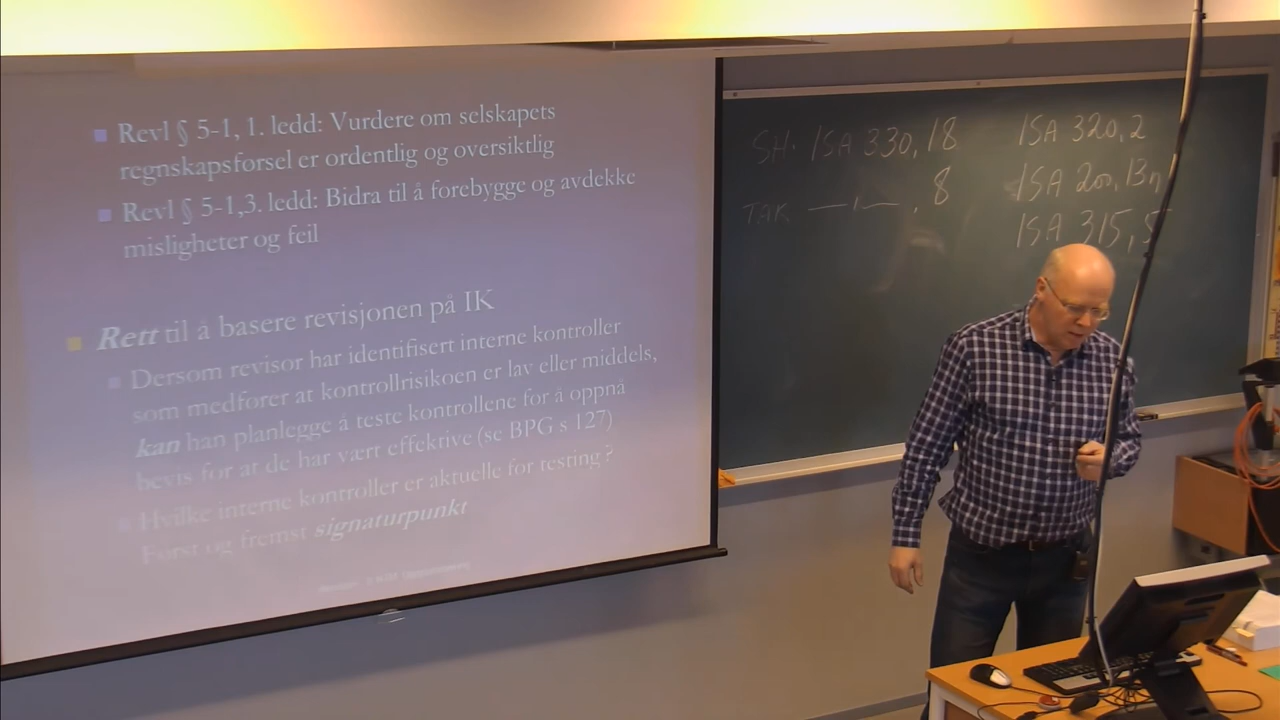 Revl § 5-1, 1. ledd: Vurdere om selskapets
regnskapsførsel er ordentlig og oversiktlig
Revl § 5-1,3. ledd: Bidra til å forebygge og avdekke
misligheter og feil
Rett til å basere revisjonen på IK
Dersom revisor har identifisert interne kontroller
som medfører at kontrollrisikoen er lav eller middels,
kan han planlegge å teste kontrollene for å oppnå
bevis for at de har vært effektive (se BPG s 127)
Hvilke interne kontroller er aktuelle for testing?
Først og fremst signaturpunkt
SH. ISA 330, 18
TAK —"—, 8
ISA 320, 2
ISA 200, 13n
ISA 315, 5